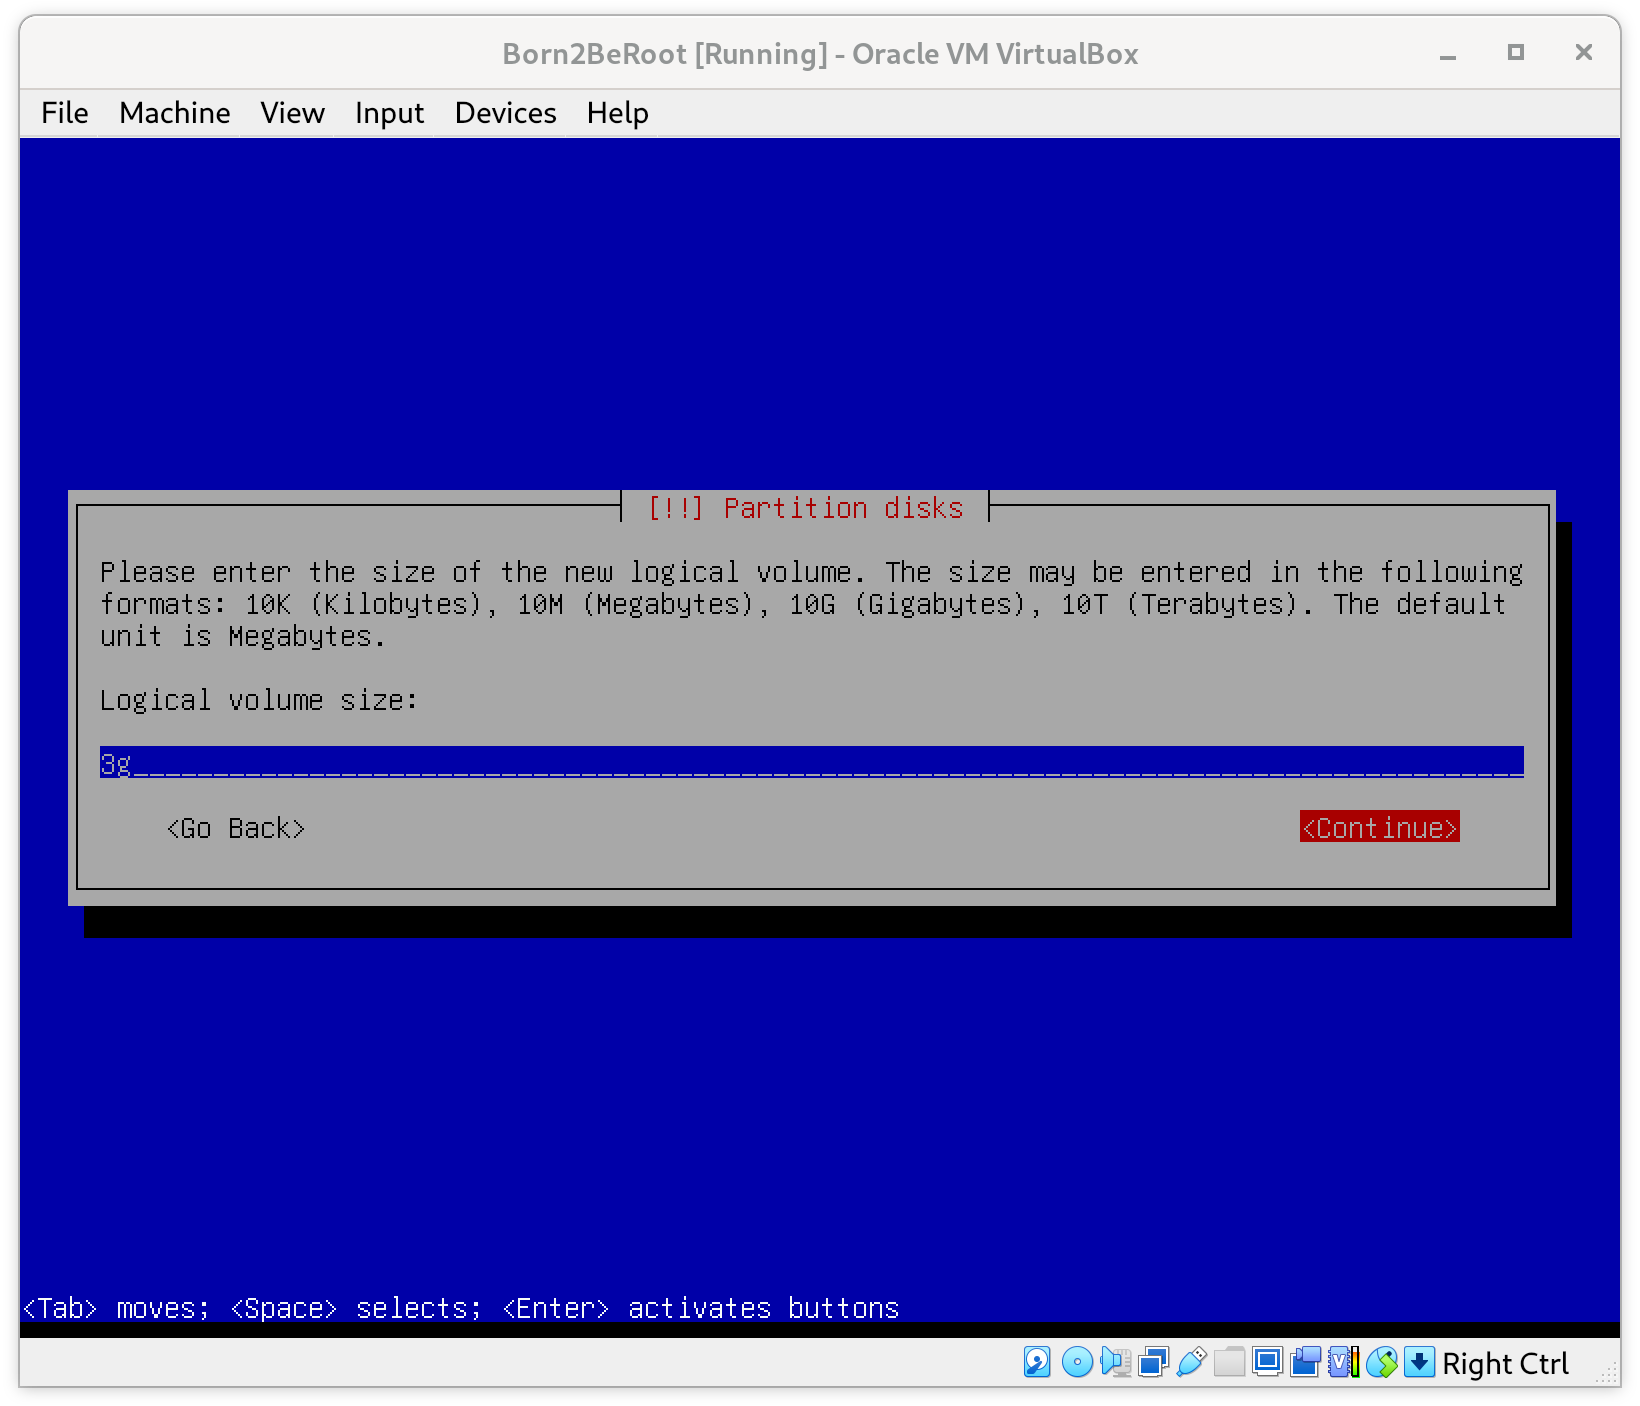 Born2BeRoot [Running] - Oracle VM VirtualBox
File Machine View Input Devices Help
[!!] Partition disks
Please enter the size of the new logical volume. The size may be entered in the following
formats: 10K (Kilobytes), 10M (Megabytes), 10G (Gigabytes), 10T (Terabytes). The default
unit is Megabytes.
Logical volume size:
3g
<Go Back> <Continue>
<Tab> moves; <Space> selects; <Enter> activates buttons
Right Ctrl